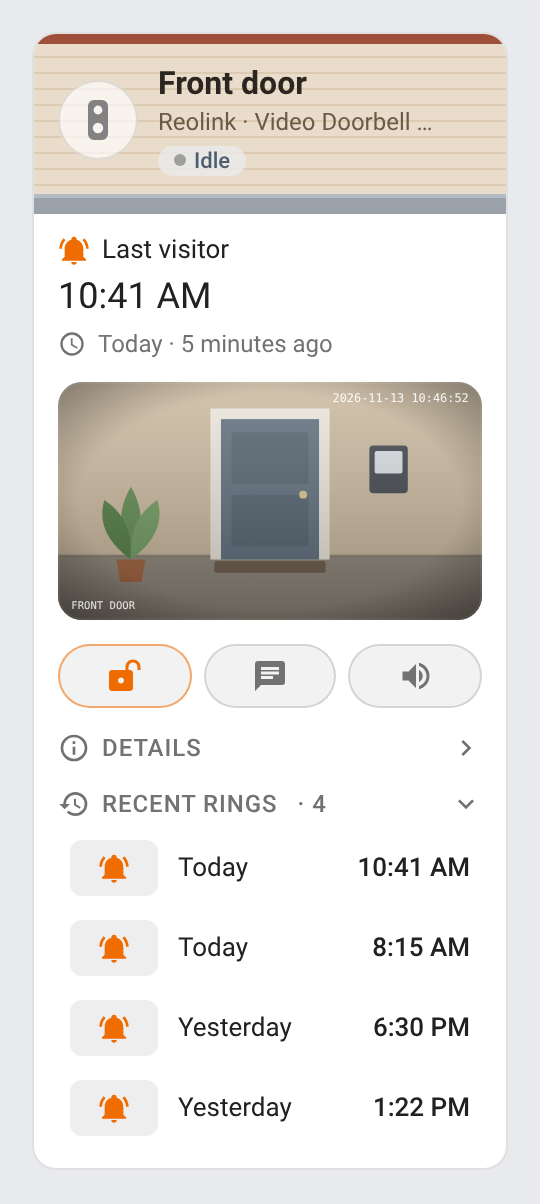 Front door
Reolink · Video Doorbell ...
Idle
Last visitor
10:41 AM
Today · 5 minutes ago
2026-11-13 10:46:52
FRONT DOOR
DETAILS
RECENT RINGS · 4
Today 10:41 AM
Today 8:15 AM
Yesterday 6:30 PM
Yesterday 1:22 PM